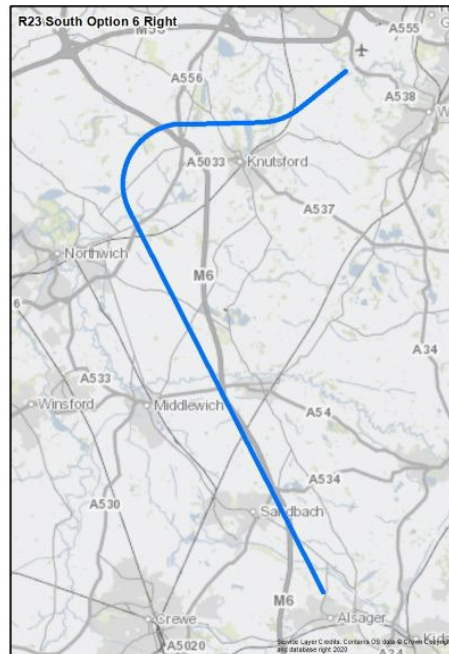 R23 South Option 6 Right
A555
A556
A538
A5033
Knutsford
A537
Northwich
M6
A34
A533
Winsford
Middlewich
A54
A534
A530
Sandbach
M6
Alsager
Crewe
A5020
Service Layer Credits: Contains OS data © Crown Copyright
and database right 2020